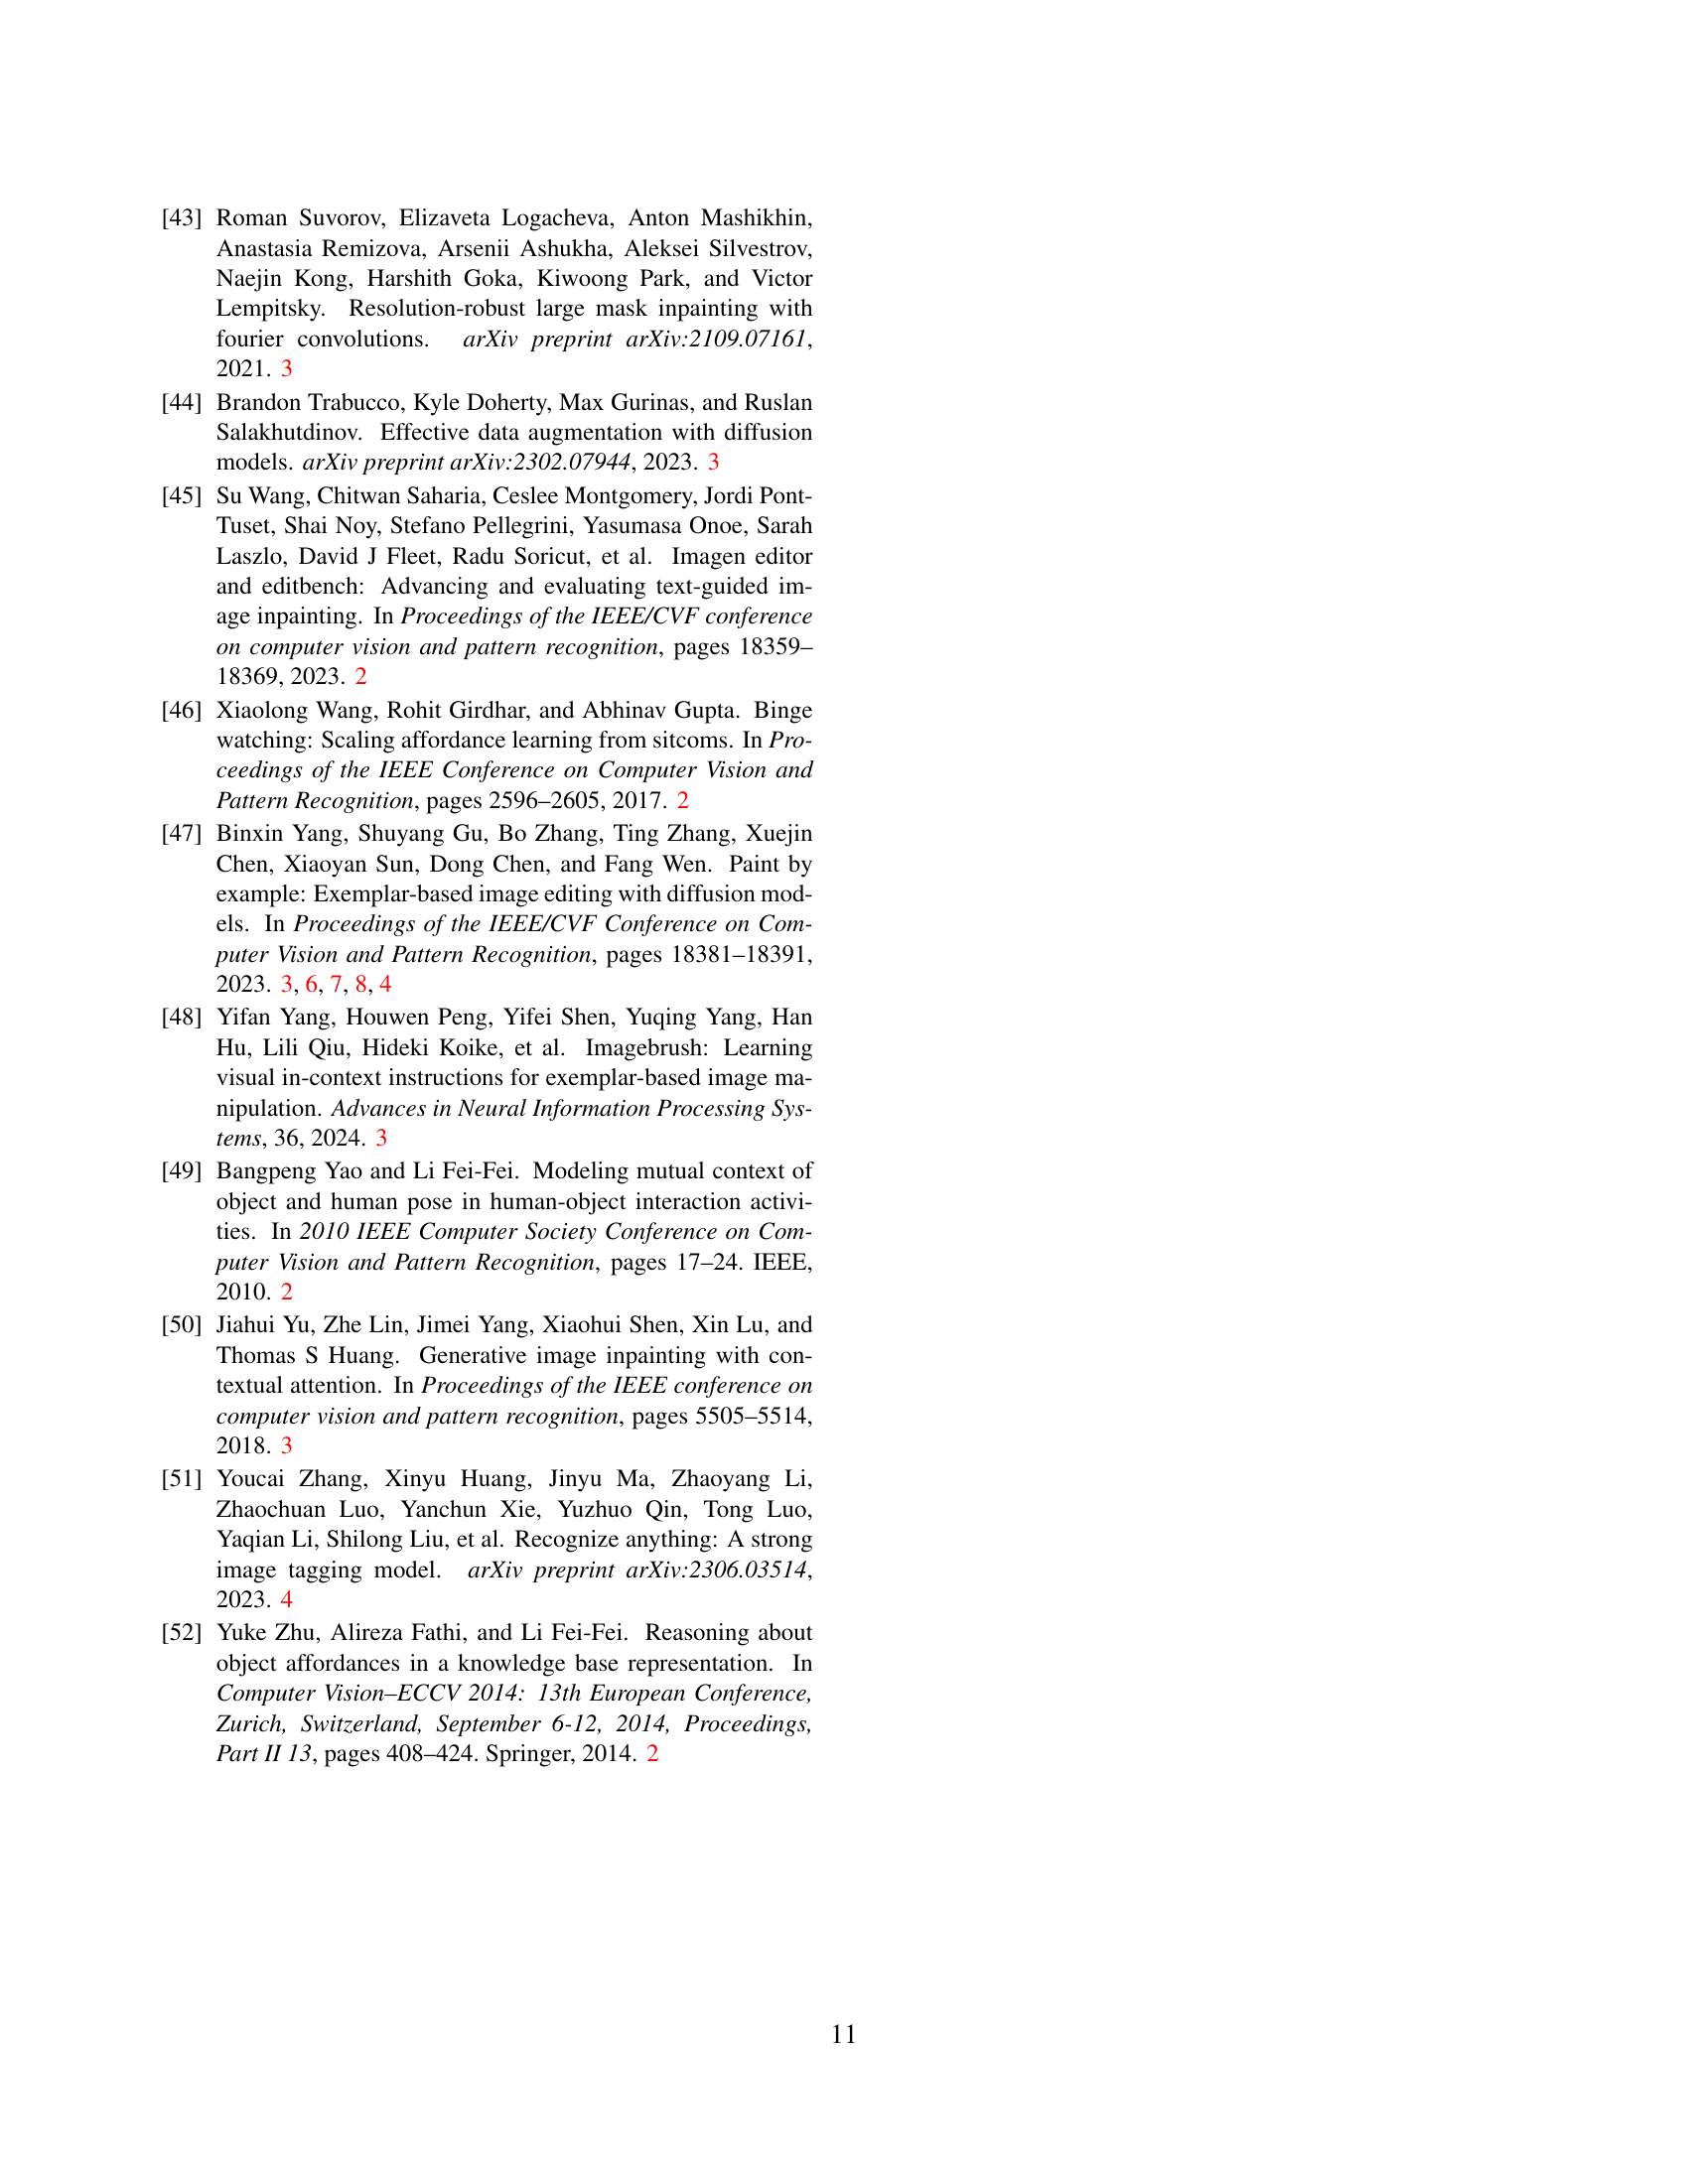 [43] Roman Suvorov, Elizaveta Logacheva, Anton Mashikhin,
Anastasia Remizova, Arsenii Ashukha, Aleksei Silvestrov,
Naejin Kong, Harshith Goka, Kiwoong Park, and Victor
Lempitsky. Resolution-robust large mask inpainting with
fourier convolutions. arXiv preprint arXiv:2109.07161,
2021. 3
[44] Brandon Trabucco, Kyle Doherty, Max Gurinas, and Ruslan
Salakhutdinov. Effective data augmentation with diffusion
models. arXiv preprint arXiv:2302.07944, 2023. 3
[45] Su Wang, Chitwan Saharia, Ceslee Montgomery, Jordi Pont-
Tuset, Shai Noy, Stefano Pellegrini, Yasumasa Onoe, Sarah
Laszlo, David J Fleet, Radu Soricut, et al. Imagen editor
and editbench: Advancing and evaluating text-guided im-
age inpainting. In Proceedings of the IEEE/CVF conference
on computer vision and pattern recognition, pages 18359–
18369, 2023. 2
[46] Xiaolong Wang, Rohit Girdhar, and Abhinav Gupta. Binge
watching: Scaling affordance learning from sitcoms. In Pro-
ceedings of the IEEE Conference on Computer Vision and
Pattern Recognition, pages 2596–2605, 2017. 2
[47] Binxin Yang, Shuyang Gu, Bo Zhang, Ting Zhang, Xuejin
Chen, Xiaoyan Sun, Dong Chen, and Fang Wen. Paint by
example: Exemplar-based image editing with diffusion mod-
els. In Proceedings of the IEEE/CVF Conference on Com-
puter Vision and Pattern Recognition, pages 18381–18391,
2023. 3, 6, 7, 8, 4
[48] Yifan Yang, Houwen Peng, Yifei Shen, Yuqing Yang, Han
Hu, Lili Qiu, Hideki Koike, et al. Imagebrush: Learning
visual in-context instructions for exemplar-based image ma-
nipulation. Advances in Neural Information Processing Sys-
tems, 36, 2024. 3
[49] Bangpeng Yao and Li Fei-Fei. Modeling mutual context of
object and human pose in human-object interaction activi-
ties. In 2010 IEEE Computer Society Conference on Com-
puter Vision and Pattern Recognition, pages 17–24. IEEE,
2010. 2
[50] Jiahui Yu, Zhe Lin, Jimei Yang, Xiaohui Shen, Xin Lu, and
Thomas S Huang. Generative image inpainting with con-
textual attention. In Proceedings of the IEEE conference on
computer vision and pattern recognition, pages 5505–5514,
2018. 3
[51] Youcai Zhang, Xinyu Huang, Jinyu Ma, Zhaoyang Li,
Zhaochuan Luo, Yanchun Xie, Yuzhuo Qin, Tong Luo,
Yaqian Li, Shilong Liu, et al. Recognize anything: A strong
image tagging model. arXiv preprint arXiv:2306.03514,
2023. 4
[52] Yuke Zhu, Alireza Fathi, and Li Fei-Fei. Reasoning about
object affordances in a knowledge base representation. In
Computer Vision–ECCV 2014: 13th European Conference,
Zurich, Switzerland, September 6-12, 2014, Proceedings,
Part II 13, pages 408–424. Springer, 2014. 2
11